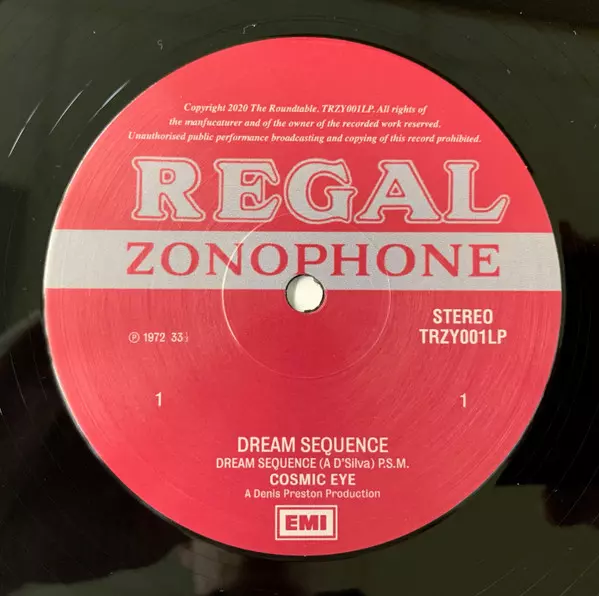 Copyright 2020 The Roundtable. TRZY001LP. All rights of
the manfucaturer and of the owner of the recorded work reserved.
Unauthorised public performance broadcasting and copying of this record prohibited.
REGAL
ZONOPHONE
STEREO
TRZY001LP
℗ 1972 33⅓
1 1
DREAM SEQUENCE
DREAM SEQUENCE (A D'Silva) P.S.M.
COSMIC EYE
A Denis Preston Production
EMI